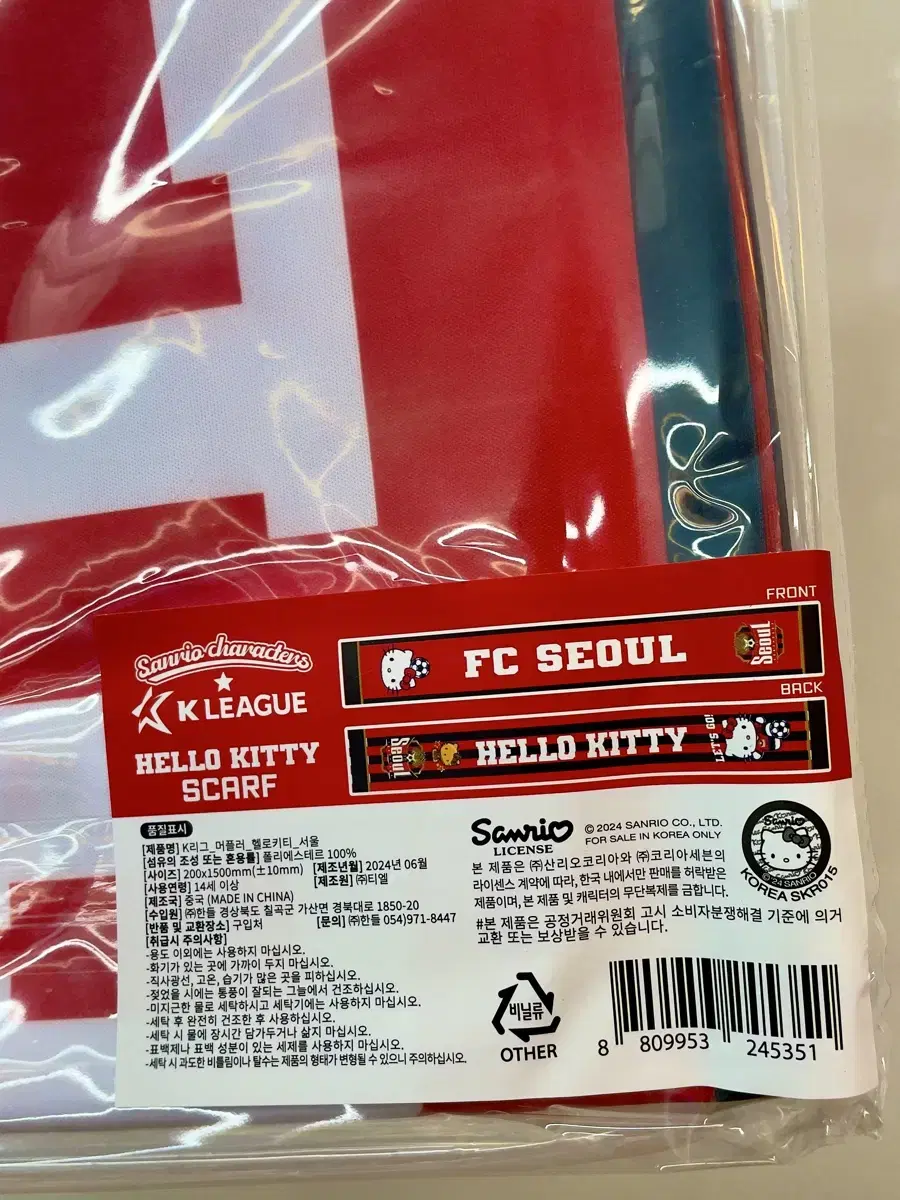 FRONT
Sanrio characters
K LEAGUE
HELLO KITTY
SCARF
FC SEOUL
Seoul
BACK
Seoul
HELLO KITTY
LET'S GO!
품질표시
[제품명] K리그_머플러_헬로키티_서울
[섬유의 조성 또는 혼용률] 폴리에스테르 100%
[사이즈] 200x1500mm(±10mm) [제조년월] 2024년 06월
[사용연령] 14세 이상 [제조원] ㈜티엘
[제조국] 중국 (MADE IN CHINA)
[수입원] ㈜한들 경상북도 칠곡군 가산면 경북대로 1850-20
[반품 및 교환장소] 구입처 [문의] ㈜한들 054)971-8447
[취급시 주의사항]
-용도 이외에는 사용하지 마십시오.
-화기가 있는 곳에 가까이 두지 마십시오.
-직사광선, 고온, 습기가 많은 곳을 피하십시오.
-젖었을 시에는 통풍이 잘되는 그늘에서 건조하십시오.
-미지근한 물로 세탁하시고 세탁기에는 사용하지 마십시오.
-세탁 후 완전히 건조한 후 사용하십시오.
-세탁 시 물에 장시간 담가두거나 삶지 마십시오.
-표백제나 표백 성분이 있는 세제를 사용하지 마십시오.
-세탁 시 과도한 비틀림이나 탈수는 제품의 형태가 변형될 수 있으니 주의하십시오.
Sanrio
LICENSE
© 2024 SANRIO CO., LTD.
FOR SALE IN KOREA ONLY
본 제품은 ㈜산리오코리아와 ㈜코리아세븐의
라이센스 계약에 따라, 한국 내에서만 판매를 허락받은
제품이며, 본 제품 및 캐릭터의 무단복제를 금합니다.
#본 제품은 공정거래위원회 고시 소비자분쟁해결 기준에 의거
교환 또는 보상받을 수 있습니다.
Sanrio
©'24 SANRIO
KOREA SKR015
비닐류
OTHER
8 809953 245351